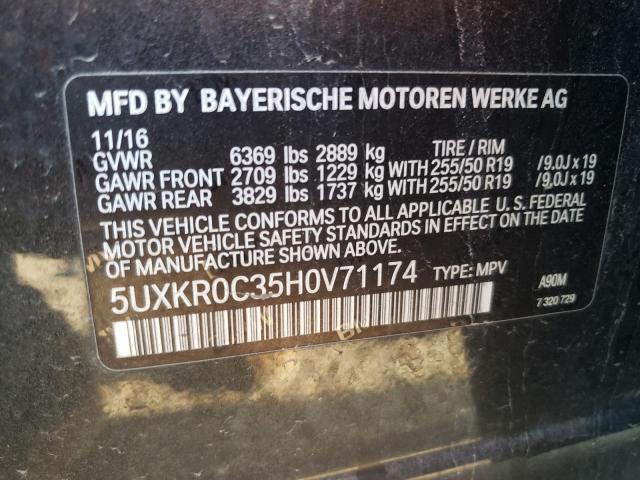 MFD BY BAYERISCHE MOTOREN WERKE AG
11/16 TIRE / RIM
GVWR 6369 lbs 2889 kg
GAWR FRONT 2709 lbs 1229 kg WITH 255/50 R19 /9.0J x 19
GAWR REAR 3829 lbs 1737 kg WITH 255/50 R19 /9.0J x 19
THIS VEHICLE CONFORMS TO ALL APPLICABLE U. S. FEDERAL
MOTOR VEHICLE SAFETY STANDARDS IN EFFECT ON THE DATE
OF MANUFACTURE SHOWN ABOVE.
5UXKR0C35H0V71174 TYPE: MPV A90M
7 320 729